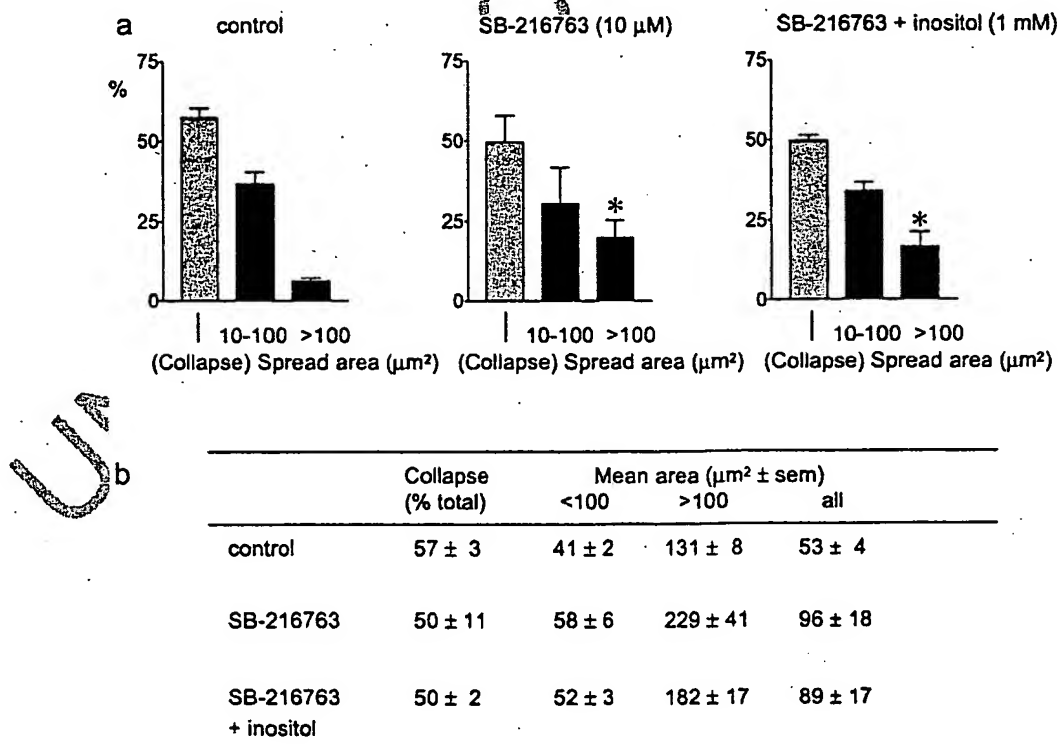 a
control
SB-216763 (10 µM)
SB-216763 + inositol (1 mM)
%
75
50
25
0
10-100 >100
(Collapse) Spread area (µm²)
75
50
25
0
*
10-100 >100
(Collapse) Spread area (µm²)
75
50
25
0
*
10-100 >100
(Collapse) Spread area (µm²)
b
Collapse Mean area (µm² ± sem)
(% total) <100 >100 all
control 57 ± 3 41 ± 2 131 ± 8 53 ± 4
SB-216763 50 ± 11 58 ± 6 229 ± 41 96 ± 18
SB-216763 50 ± 2 52 ± 3 182 ± 17 89 ± 17
+ inositol